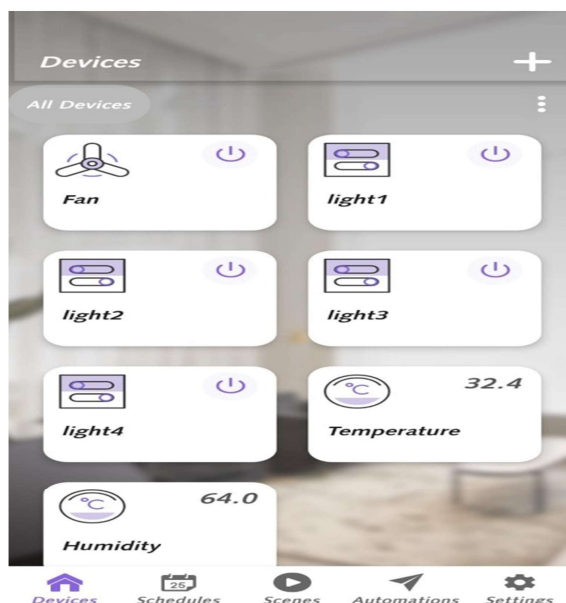 Devices
All Devices
Fan
light1
light2
light3
light4
°C
32.4
Temperature
°C
64.0
Humidity
25
Devices Schedules Scenes Automations Settings